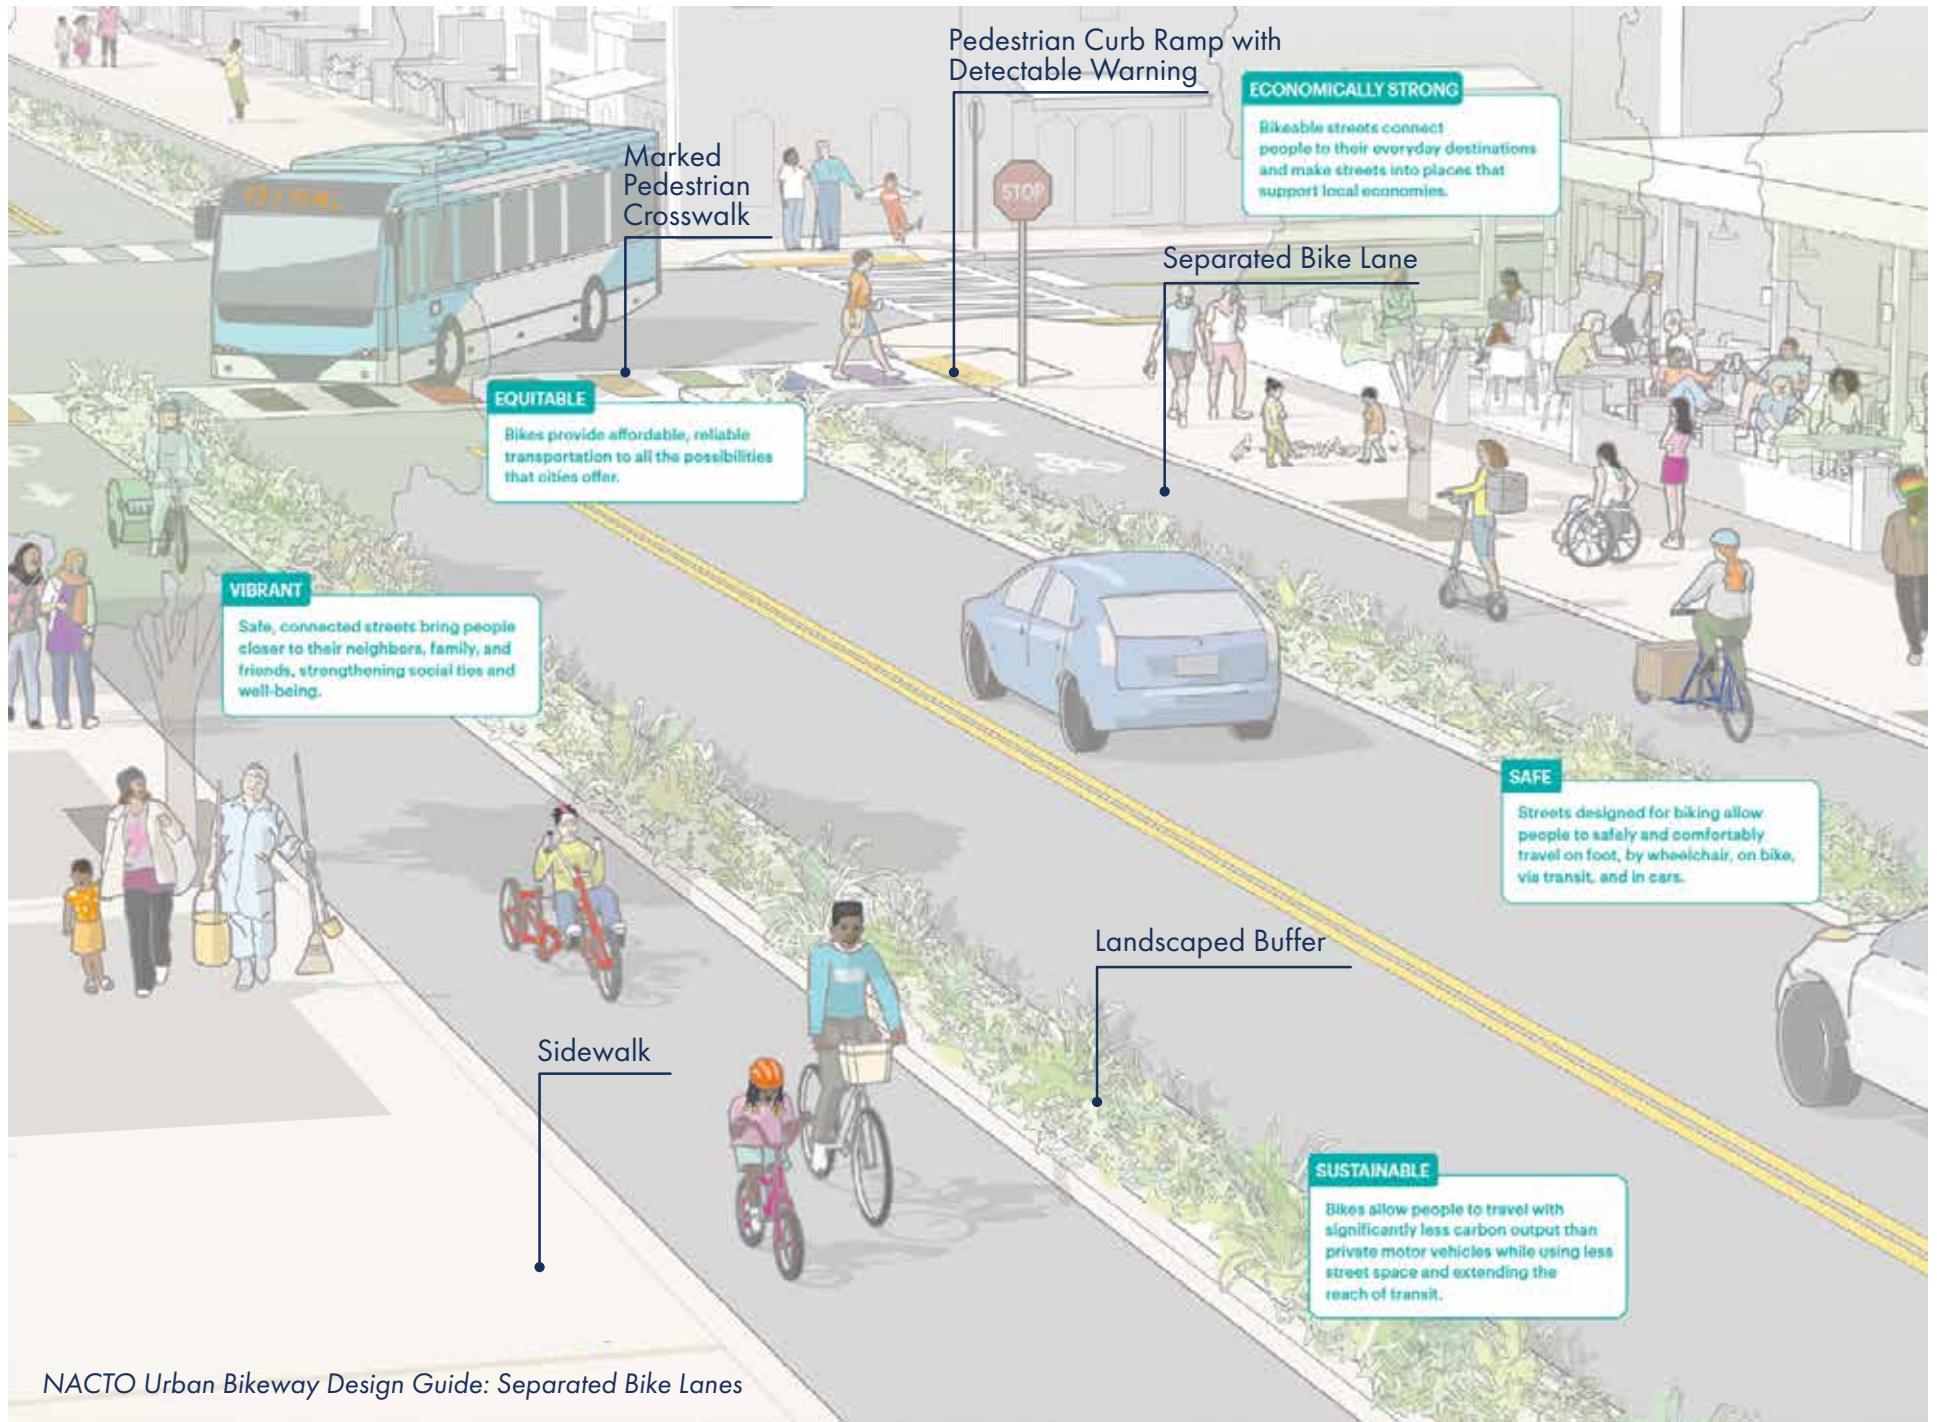 Pedestrian Curb Ramp with
Detectable Warning
ECONOMICALLY STRONG
Bikeable streets connect
people to their everyday destinations
and make streets into places that
support local economies.
Marked
Pedestrian
Crosswalk
STOP
Separated Bike Lane
EQUITABLE
Bikes provide affordable, reliable
transportation to all the possibilities
that cities offer.
VIBRANT
Safe, connected streets bring people
closer to their neighbors, family, and
friends, strengthening social ties and
well-being.
SAFE
Streets designed for biking allow
people to safely and comfortably
travel on foot, by wheelchair, on bike,
via transit, and in cars.
Landscaped Buffer
Sidewalk
SUSTAINABLE
Bikes allow people to travel with
significantly less carbon output than
private motor vehicles while using less
street space and extending the
reach of transit.
NACTO Urban Bikeway Design Guide: Separated Bike Lanes